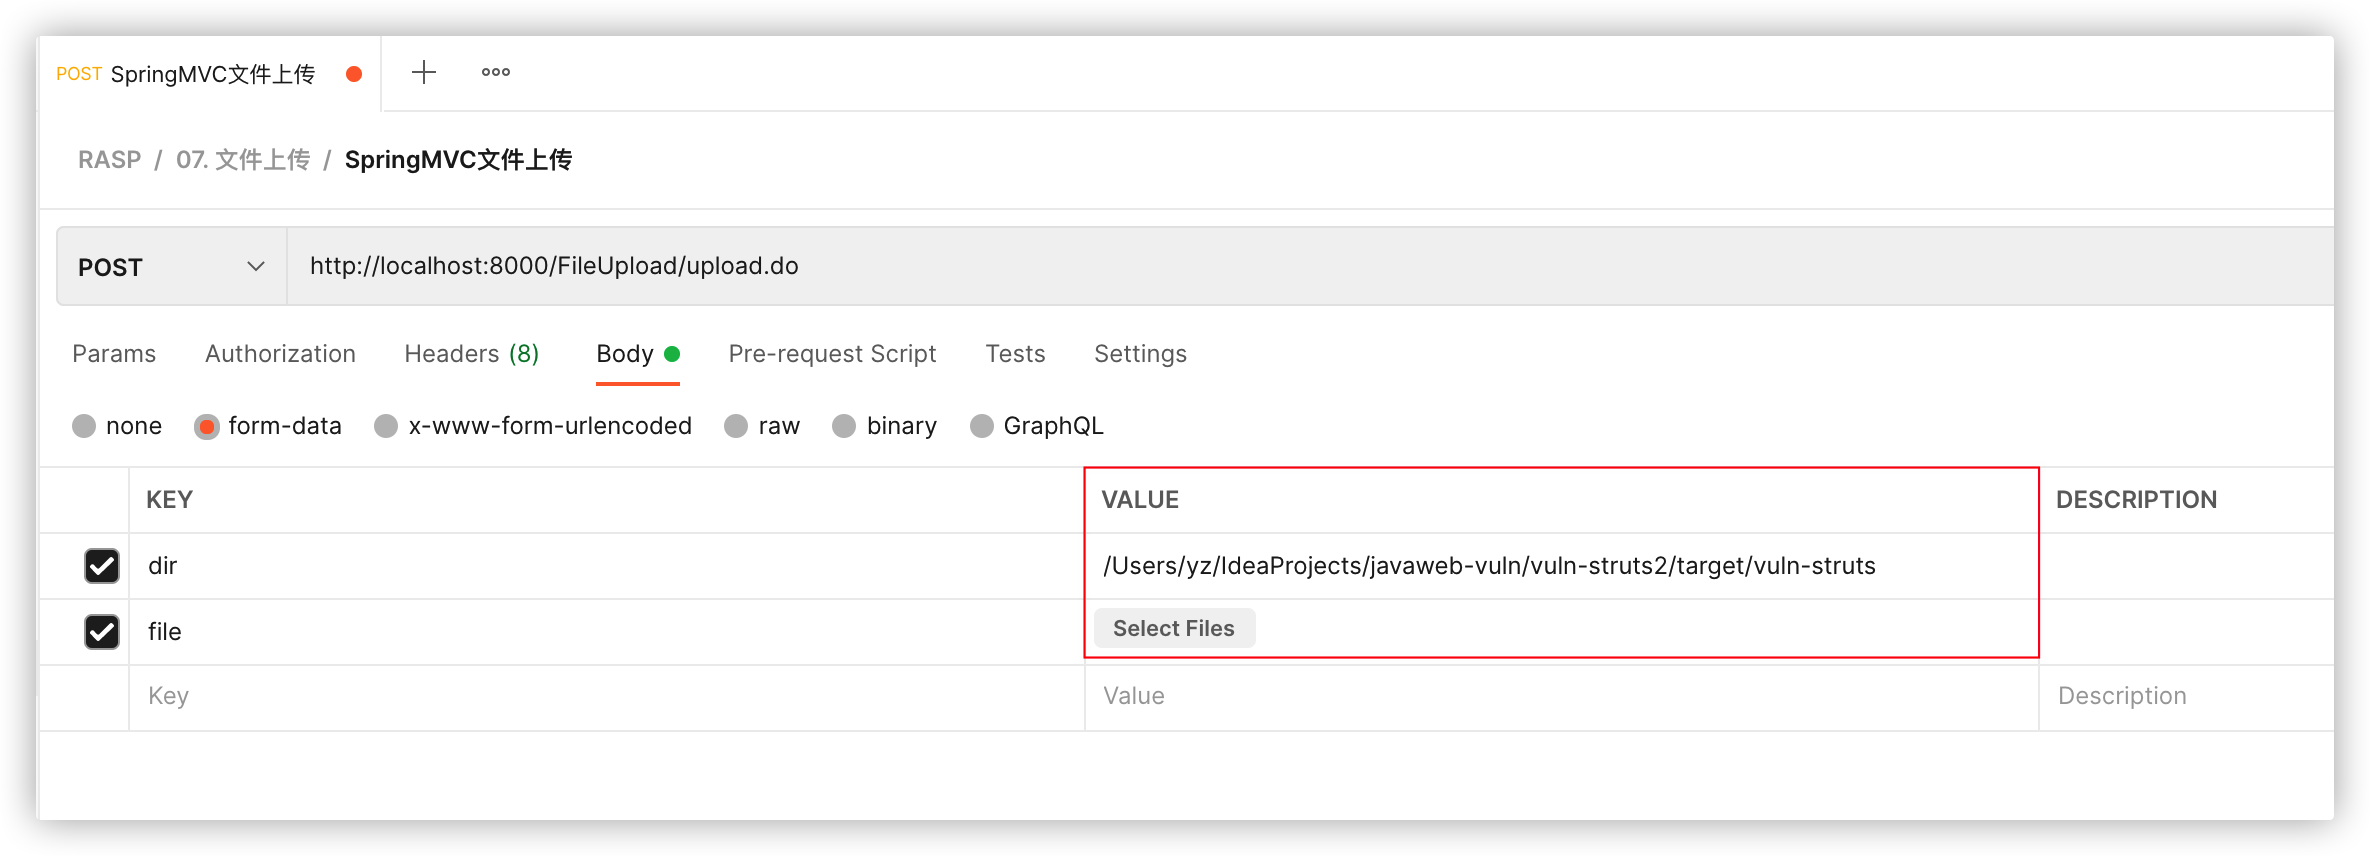 POST SpringMVC文件上传
RASP / 07. 文件上传 / SpringMVC文件上传
POST http://localhost:8000/FileUpload/upload.do
Params Authorization Headers (8) Body Pre-request Script Tests Settings
none form-data x-www-form-urlencoded raw binary GraphQL
KEY VALUE DESCRIPTION
dir /Users/yz/IdeaProjects/javaweb-vuln/vuln-struts2/target/vuln-struts
file Select Files
Key Value Description